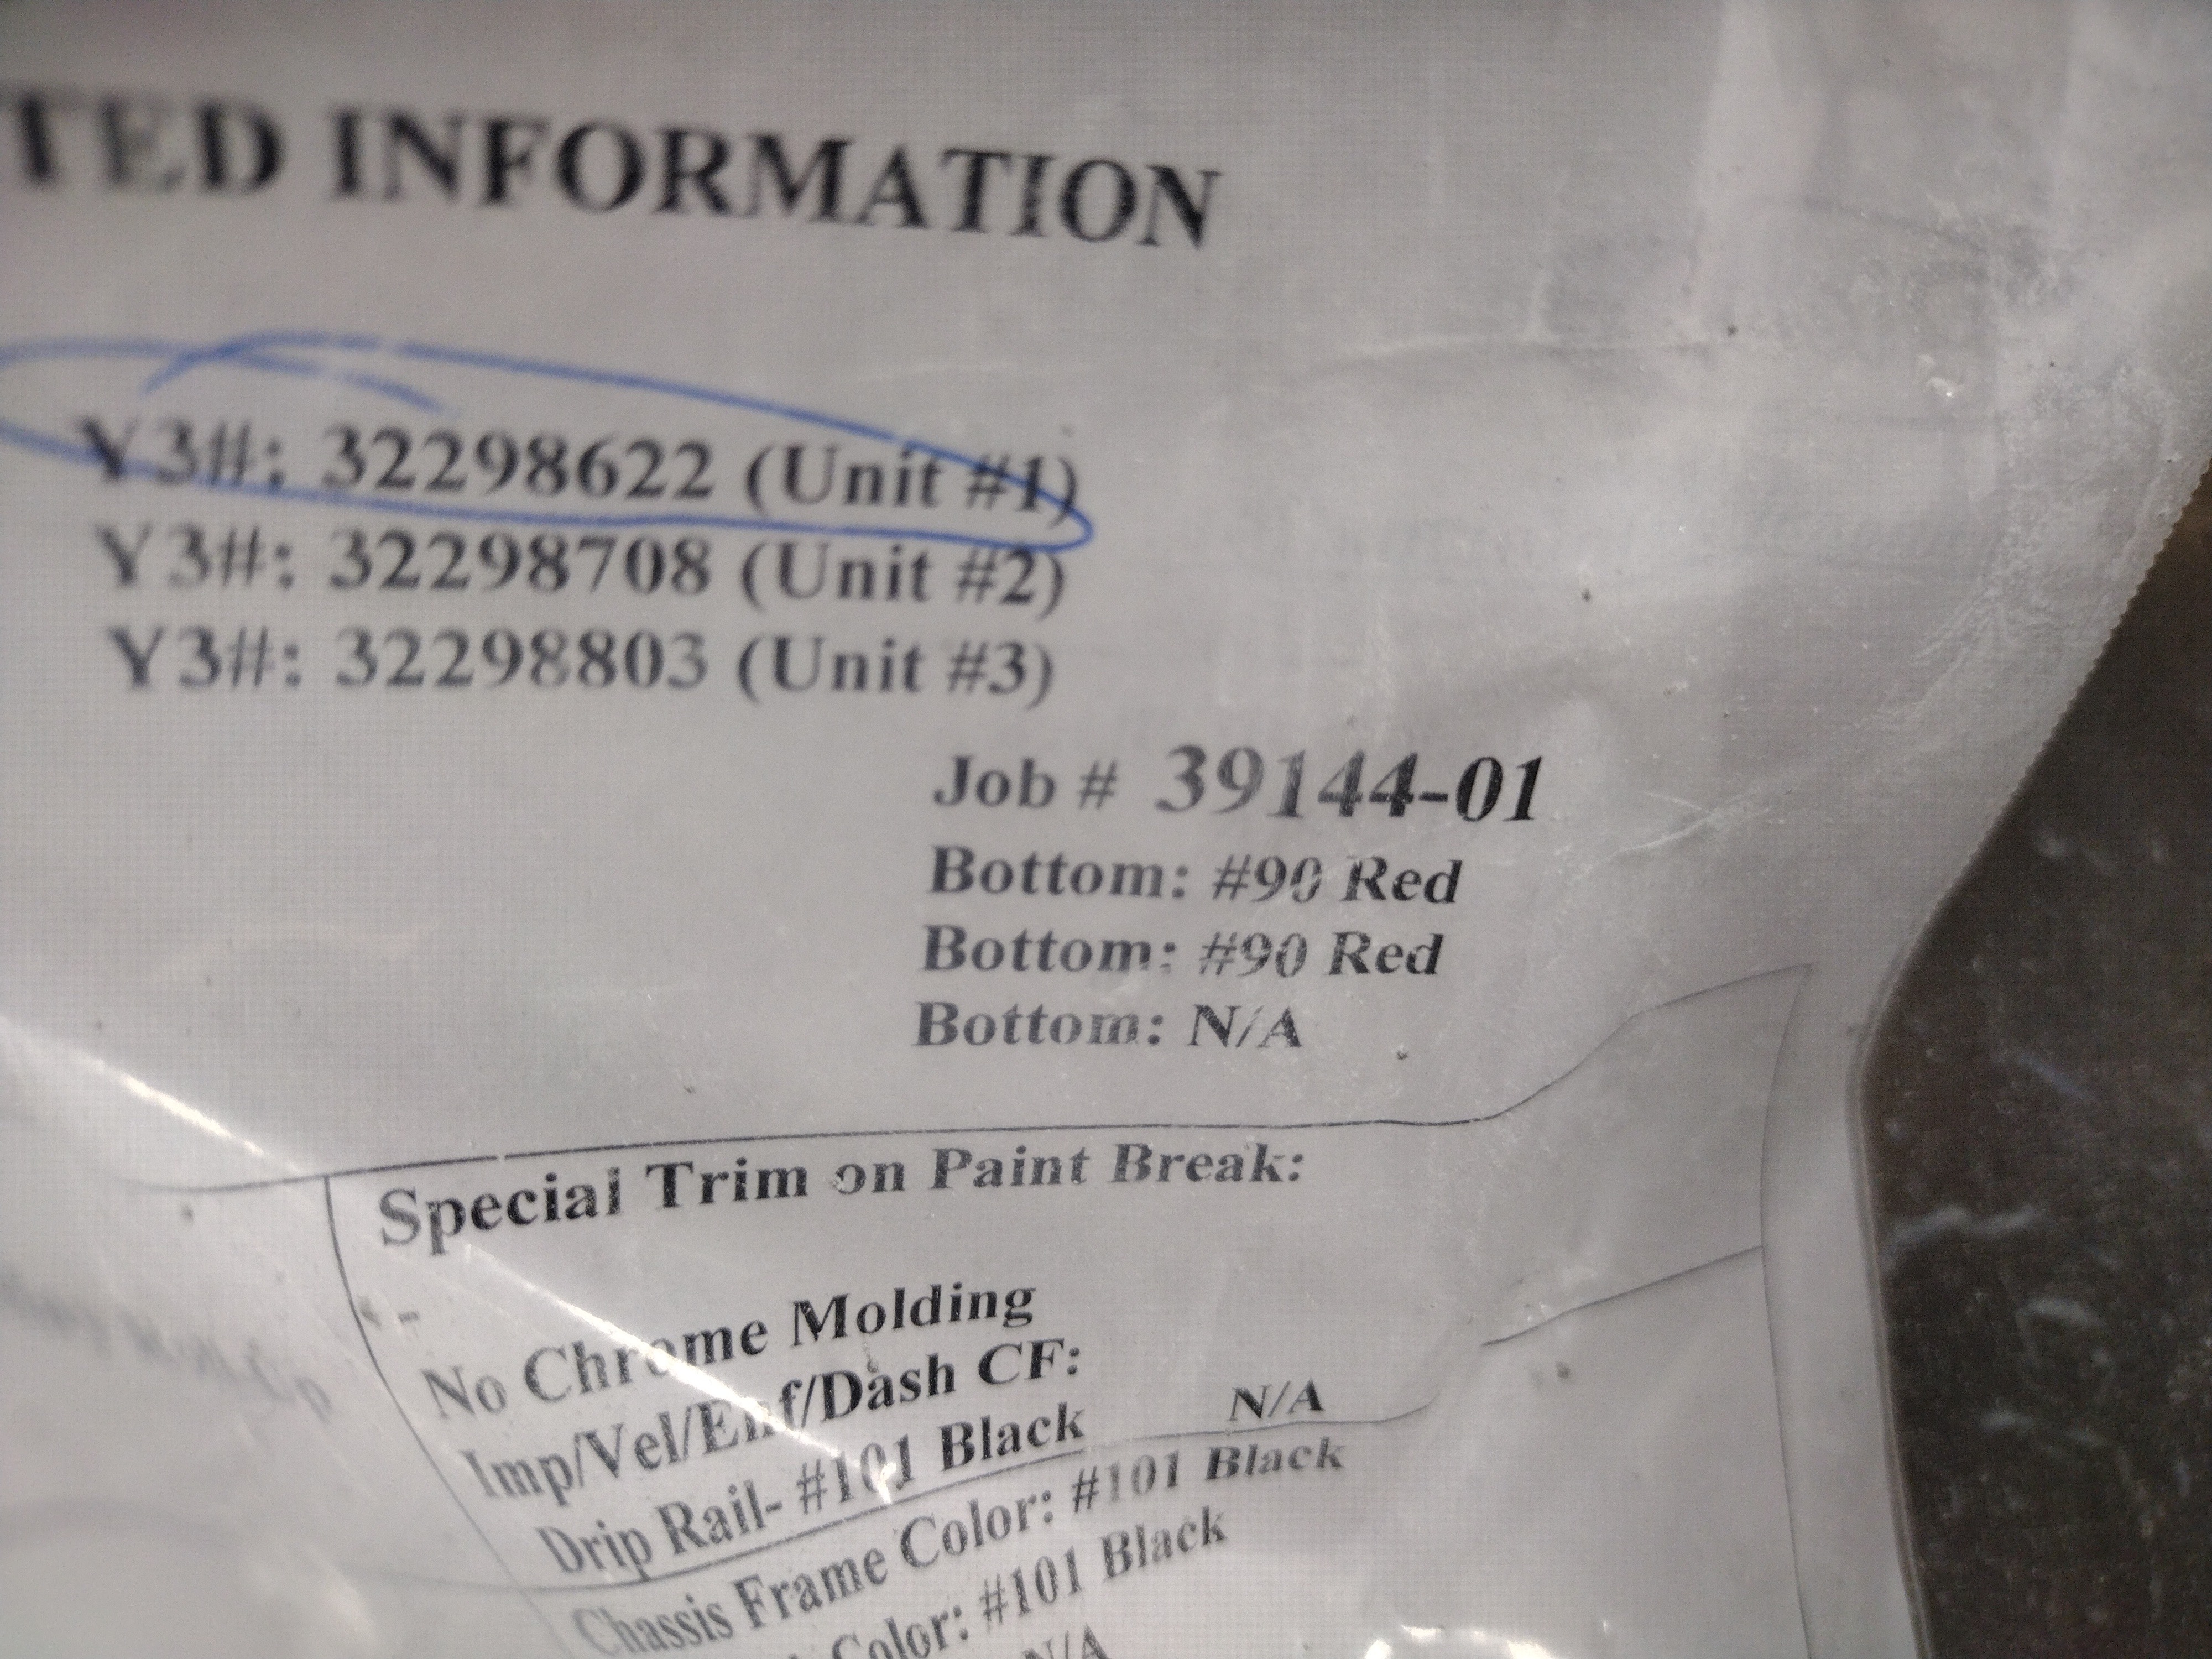 TED INFORMATION
Y3#: 32298622 (Unit #1)
Y3#: 32298708 (Unit #2)
Y3#: 32298803 (Unit #3)
Job # 39144-01
Bottom: #90 Red
Bottom: #90 Red
Bottom: N/A
Special Trim on Paint Break:
-
No Chrome Molding
Imp/Vel/Enf/Dash CF:
N/A
Drip Rail- #101 Black
Chassis Frame Color: #101 Black
Color: #101 Black
N/A